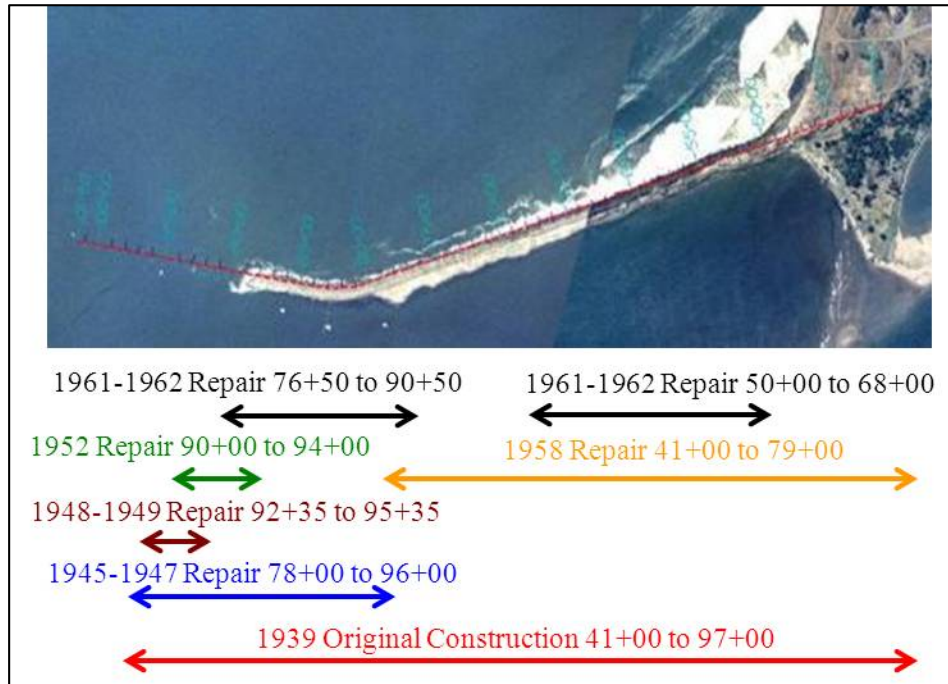 1961-1962 Repair 76+50 to 90+50
1961-1962 Repair 50+00 to 68+00
1952 Repair 90+00 to 94+00
1958 Repair 41+00 to 79+00
1948-1949 Repair 92+35 to 95+35
1945-1947 Repair 78+00 to 96+00
1939 Original Construction 41+00 to 97+00